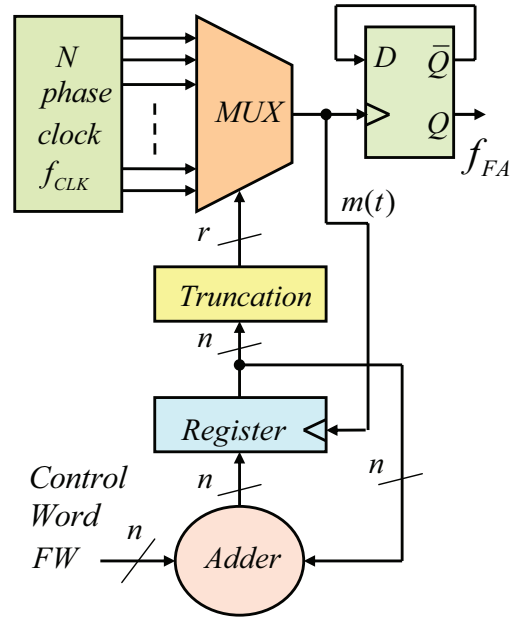 N
phase
clock
f_CLK
MUX
D
Q̅
Q
f_FA
m(t)
r
Truncation
n
Register
n
n
Control
Word
FW
n
Adder